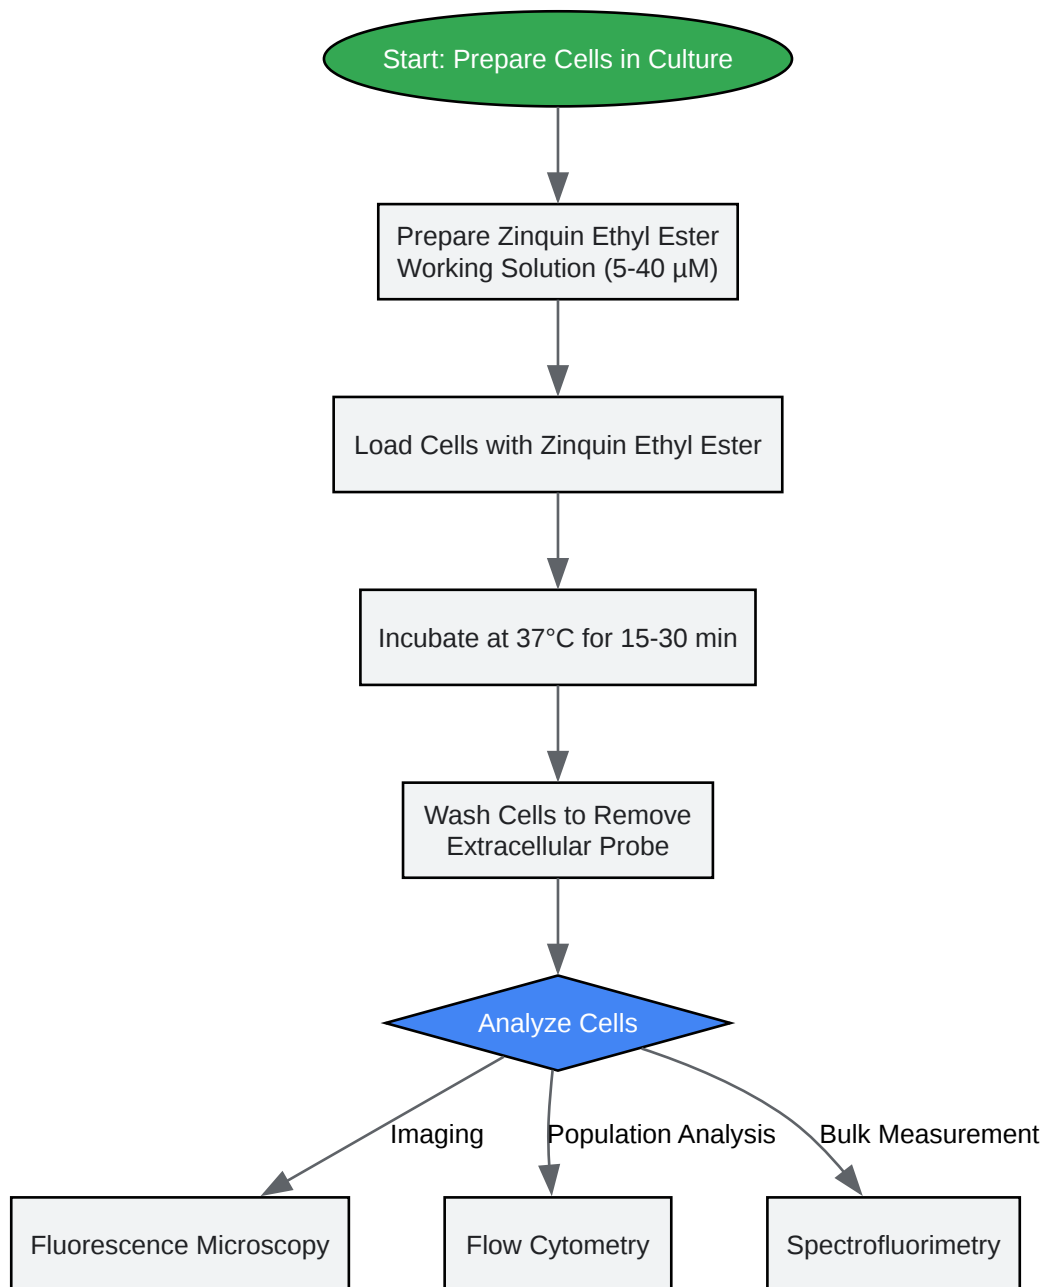 Start: Prepare Cells in Culture
Prepare Zinquin Ethyl Ester
Working Solution (5-40 µM)
Load Cells with Zinquin Ethyl Ester
Incubate at 37°C for 15-30 min
Wash Cells to Remove
Extracellular Probe
Analyze Cells
Imaging
Population Analysis
Bulk Measurement
Fluorescence Microscopy
Flow Cytometry
Spectrofluorimetry